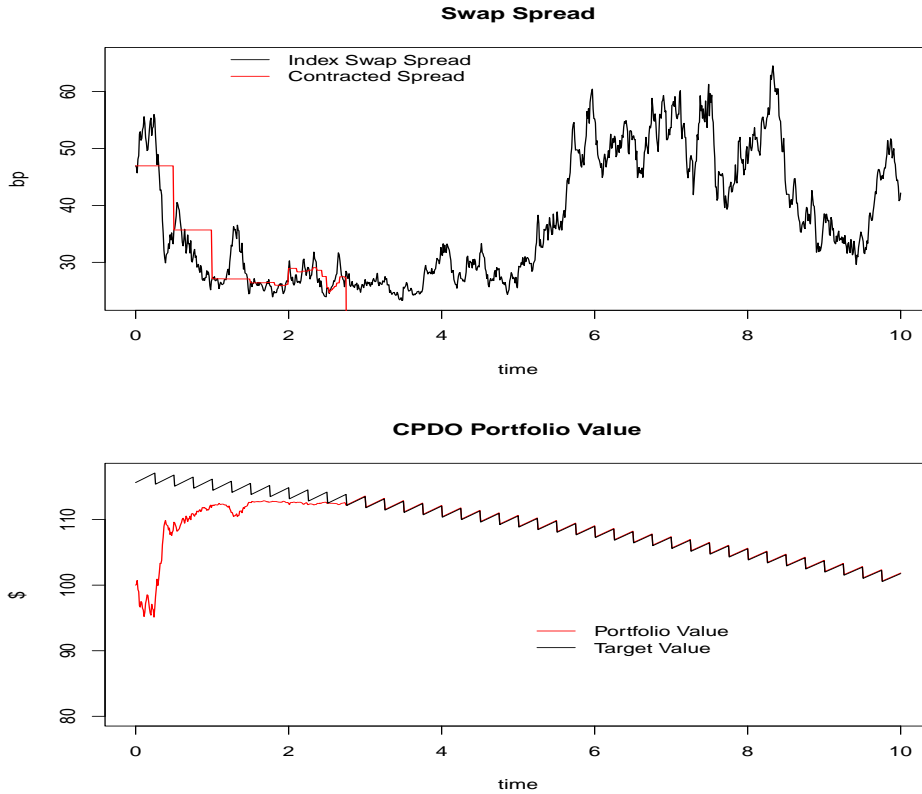 Swap Spread
Index Swap Spread
Contracted Spread
60
50
40
30
bp
0 2 4 6 8 10
time
CPDO Portfolio Value
110
100
90
80
$
Portfolio Value
Target Value
0 2 4 6 8 10
time